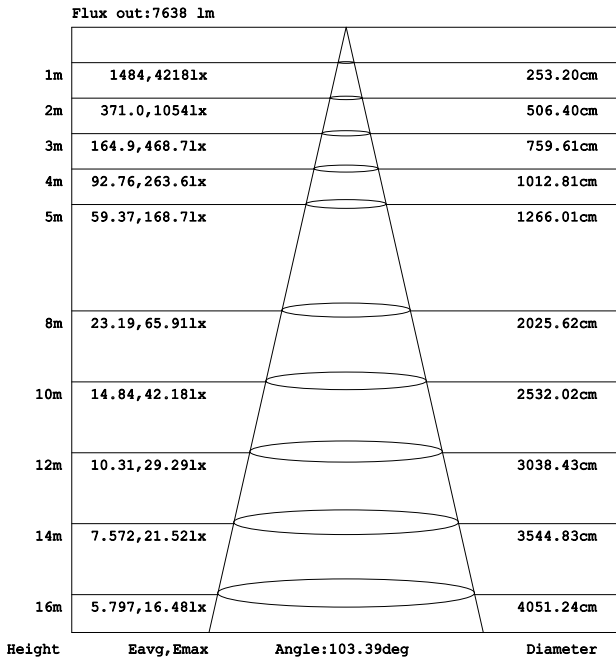 Flux out:7638 lm
1m 1484,4218lx 253.20cm
2m 371.0,1054lx 506.40cm
3m 164.9,468.7lx 759.61cm
4m 92.76,263.6lx 1012.81cm
5m 59.37,168.7lx 1266.01cm
8m 23.19,65.91lx 2025.62cm
10m 14.84,42.18lx 2532.02cm
12m 10.31,29.29lx 3038.43cm
14m 7.572,21.52lx 3544.83cm
16m 5.797,16.48lx 4051.24cm
Height Eavg,Emax Angle:103.39deg Diameter